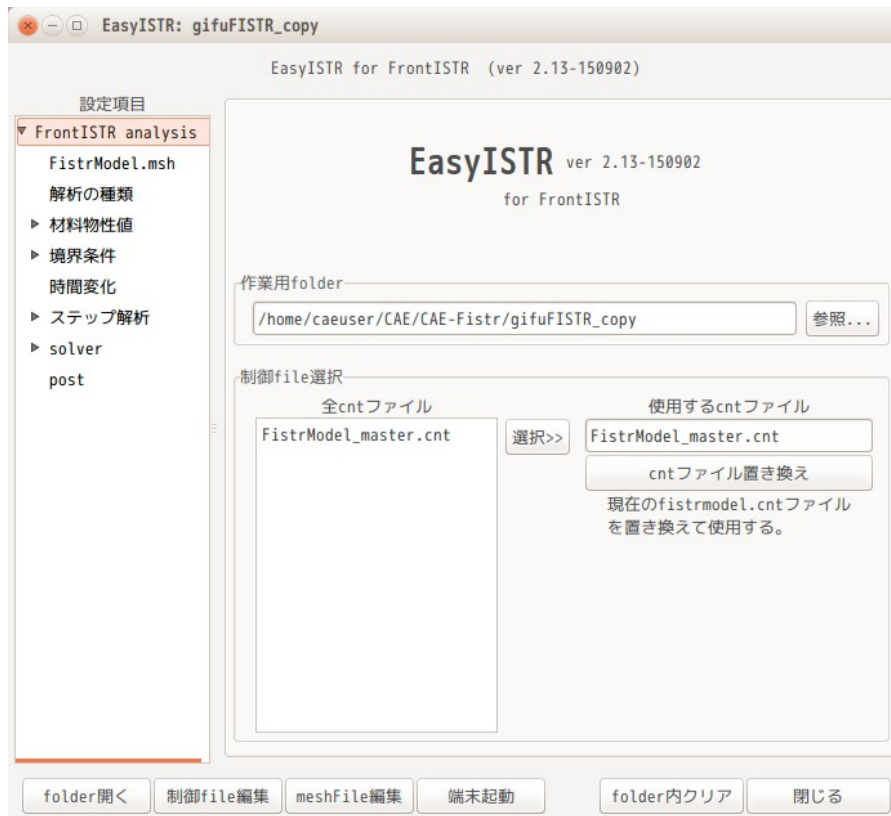 EasyISTR: gifuFISTR_copy
EasyISTR for FrontISTR (ver 2.13-150902)
設定項目
FrontISTR analysis
FistrModel.msh
解析の種類
材料物性値
境界条件
時間変化
ステップ解析
solver
post
EasyISTR ver 2.13-150902
for FrontISTR
作業用folder
/home/caeuser/CAE/CAE-Fistr/gifuFISTR_copy
参照...
制御file選択
全cntファイル
FistrModel_master.cnt
選択>>
使用するcntファイル
FistrModel_master.cnt
cntファイル置き換え
現在のfistrmodel.cntファイル
を置き換えて使用する。
folder開く 制御file編集 meshFile編集 端末起動 folder内クリア 閉じる